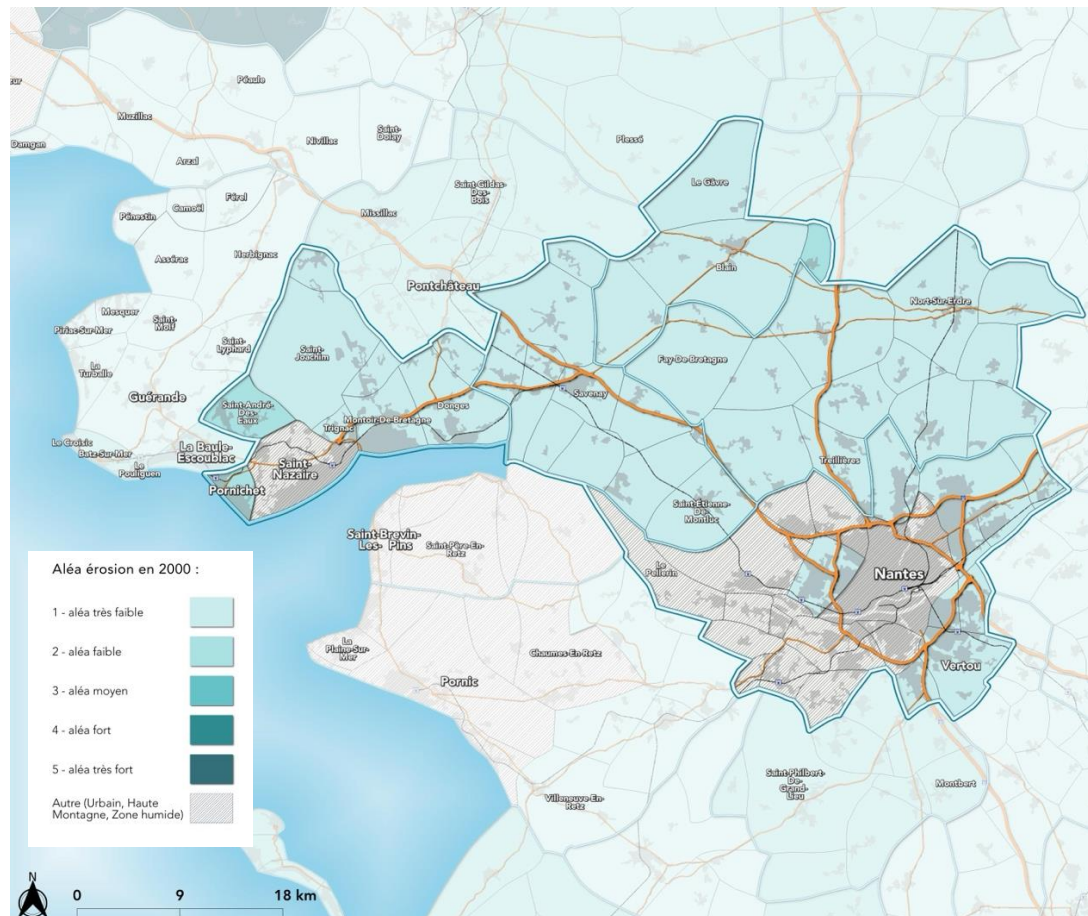 Péaule
Muzillac
Nivillac
Saint-
Dolay
Damgan
Arzal
Férel
Camoël
Pénestin
Missillac
Saint-Gildas-
Des-
Bois
Plessé
Le Gâvre
Assérac
Herbignac
Pontchâteau
Blain
Nort-Sur-Erdre
Mesquer
Saint-
Molf
Piriac-Sur-Mer
Saint-
Lyphard
Saint-
Joachim
La
Turballe
Fay-De-Bretagne
Guérande
Saint-André-
Des-
Eaux
Savenay
Donges
Montoir-De-Bretagne
Trignac
Le Croisic
Batz-Sur-Mer
Le
Pouliguen
La Baule-
Escoublac
Saint-
Nazaire
Pornichet
Treillières
Saint-Étienne-
De-
Montluc
Saint-Brevin-
Les- Pins
Saint-Père-En-
Retz
Le
Pellerin
Nantes
La
Plaine-Sur-
Mer
Chaumes-En-Retz
Vertou
Pornic
Saint-Philbert-
De-
Grand-
Lieu
Montbert
Villeneuve-En-
Retz
Aléa érosion en 2000 :
1 - aléa très faible
2 - aléa faible
3 - aléa moyen
4 - aléa fort
5 - aléa très fort
Autre (Urbain, Haute
Montagne, Zone humide)
N
0 9 18 km